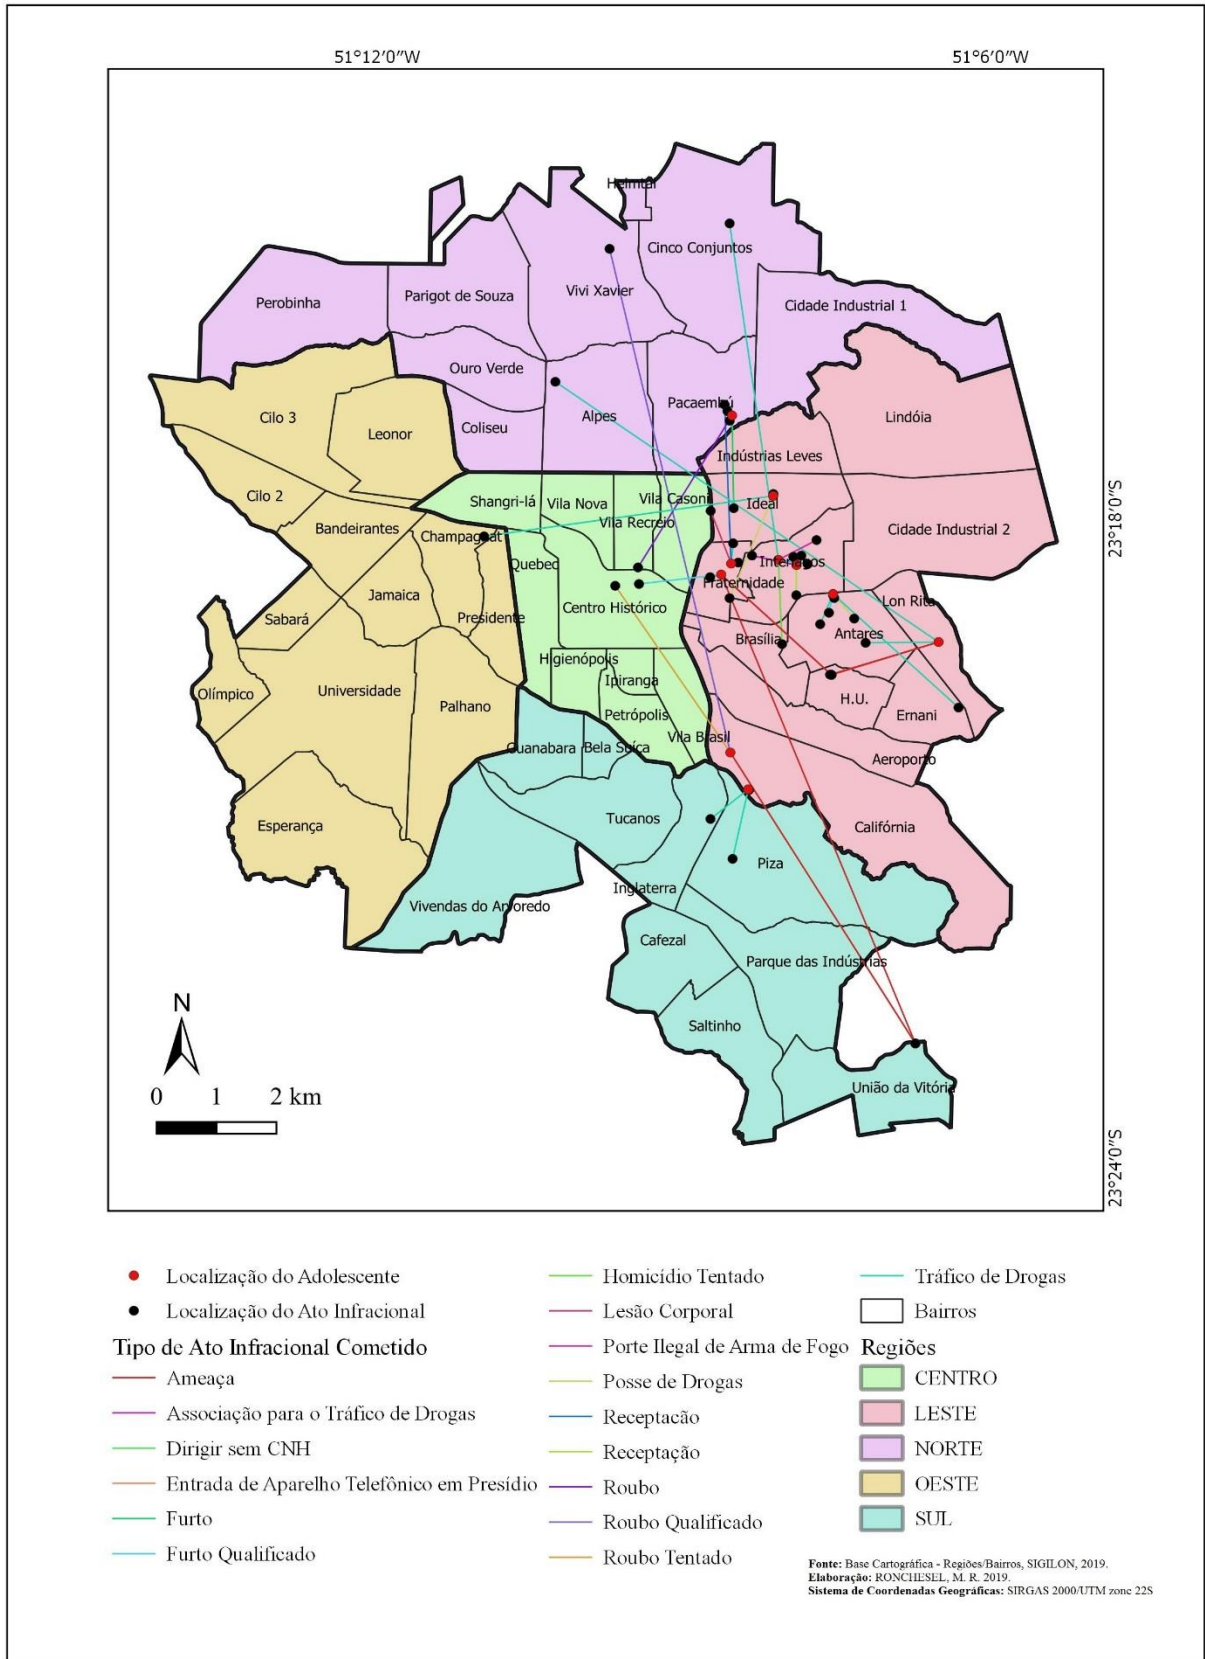 51°12'0"W
51°6'0"W
Heimtal
Cinco Conjuntos
Perobinha
Parigot de Souza
Vivi Xavier
Cidade Industrial 1
Ouro Verde
Cilo 3
Leonor
Coliseu
Alpes
Pacaembú
Lindóia
Indústrias Leves
Cilo 2
Shangri-lá
Vila Nova
Vila Casoni
Ideal
Bandeirantes
Vila Recreio
Cidade Industrial 2
23°18'0"S
Champagnat
Quebec
Interlagos
Fraternidade
Jamaica
Centro Histórico
Lon Rita
Sabará
Presidente
Brasília
Antares
Higienópolis
Olímpico
Universidade
Palhano
Ipiranga
H.U.
Petrópolis
Ernani
Vila Brasil
Guanabara
Bela Suíça
Aeroporto
Esperança
Tucanos
Califórnia
Piza
Inglaterra
Vivendas do Arvoredo
Cafezal
Parque das Indústrias
N
Saltinho
0 1 2 km
União da Vitória
23°24'0"S
Localização do Adolescente
Localização do Ato Infracional
Tipo de Ato Infracional Cometido
Ameaça
Associação para o Tráfico de Drogas
Dirigir sem CNH
Entrada de Aparelho Telefônico em Presídio
Furto
Furto Qualificado
Homicídio Tentado
Lesão Corporal
Porte Ilegal de Arma de Fogo
Posse de Drogas
Receptacão
Receptação
Roubo
Roubo Qualificado
Roubo Tentado
Tráfico de Drogas
Bairros
Regiões
CENTRO
LESTE
NORTE
OESTE
SUL
Fonte: Base Cartográfica - Regiões/Bairros, SIGILON, 2019.
Elaboração: RONCHESEL, M. R. 2019.
Sistema de Coordenadas Geográficas: SIRGAS 2000/UTM zone 22S